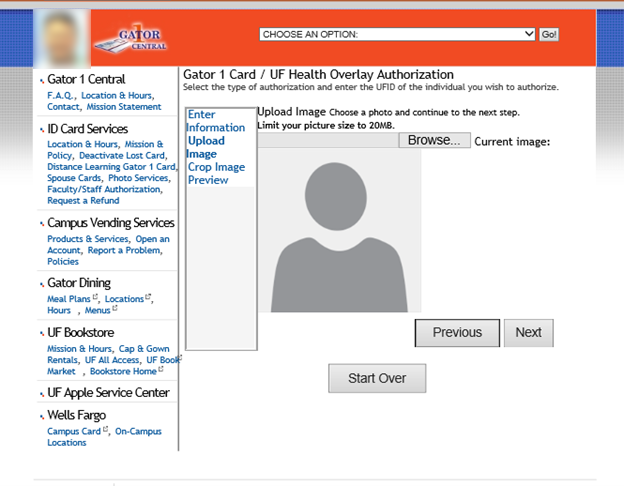 GATOR 1
CENTRAL
CHOOSE AN OPTION:
Go!
Gator 1 Central
F.A.Q., Location & Hours,
Contact, Mission Statement
ID Card Services
Location & Hours, Mission &
Policy, Deactivate Lost Card,
Distance Learning Gator 1 Card,
Spouse Cards, Photo Services,
Faculty/Staff Authorization,
Request a Refund
Campus Vending Services
Products & Services, Open an
Account, Report a Problem,
Policies
Gator Dining
Meal Plans, Locations,
Hours , Menus
UF Bookstore
Mission & Hours, Cap & Gown
Rentals, UF All Access, UF Book
Market , Bookstore Home
UF Apple Service Center
Wells Fargo
Campus Card, On-Campus
Locations
Gator 1 Card / UF Health Overlay Authorization
Select the type of authorization and enter the UFID of the individual you wish to authorize.
Enter
Information
Upload
Image
Crop Image
Preview
Upload Image Choose a photo and continue to the next step.
Limit your picture size to 20MB.
Browse... Current image:
Previous Next
Start Over